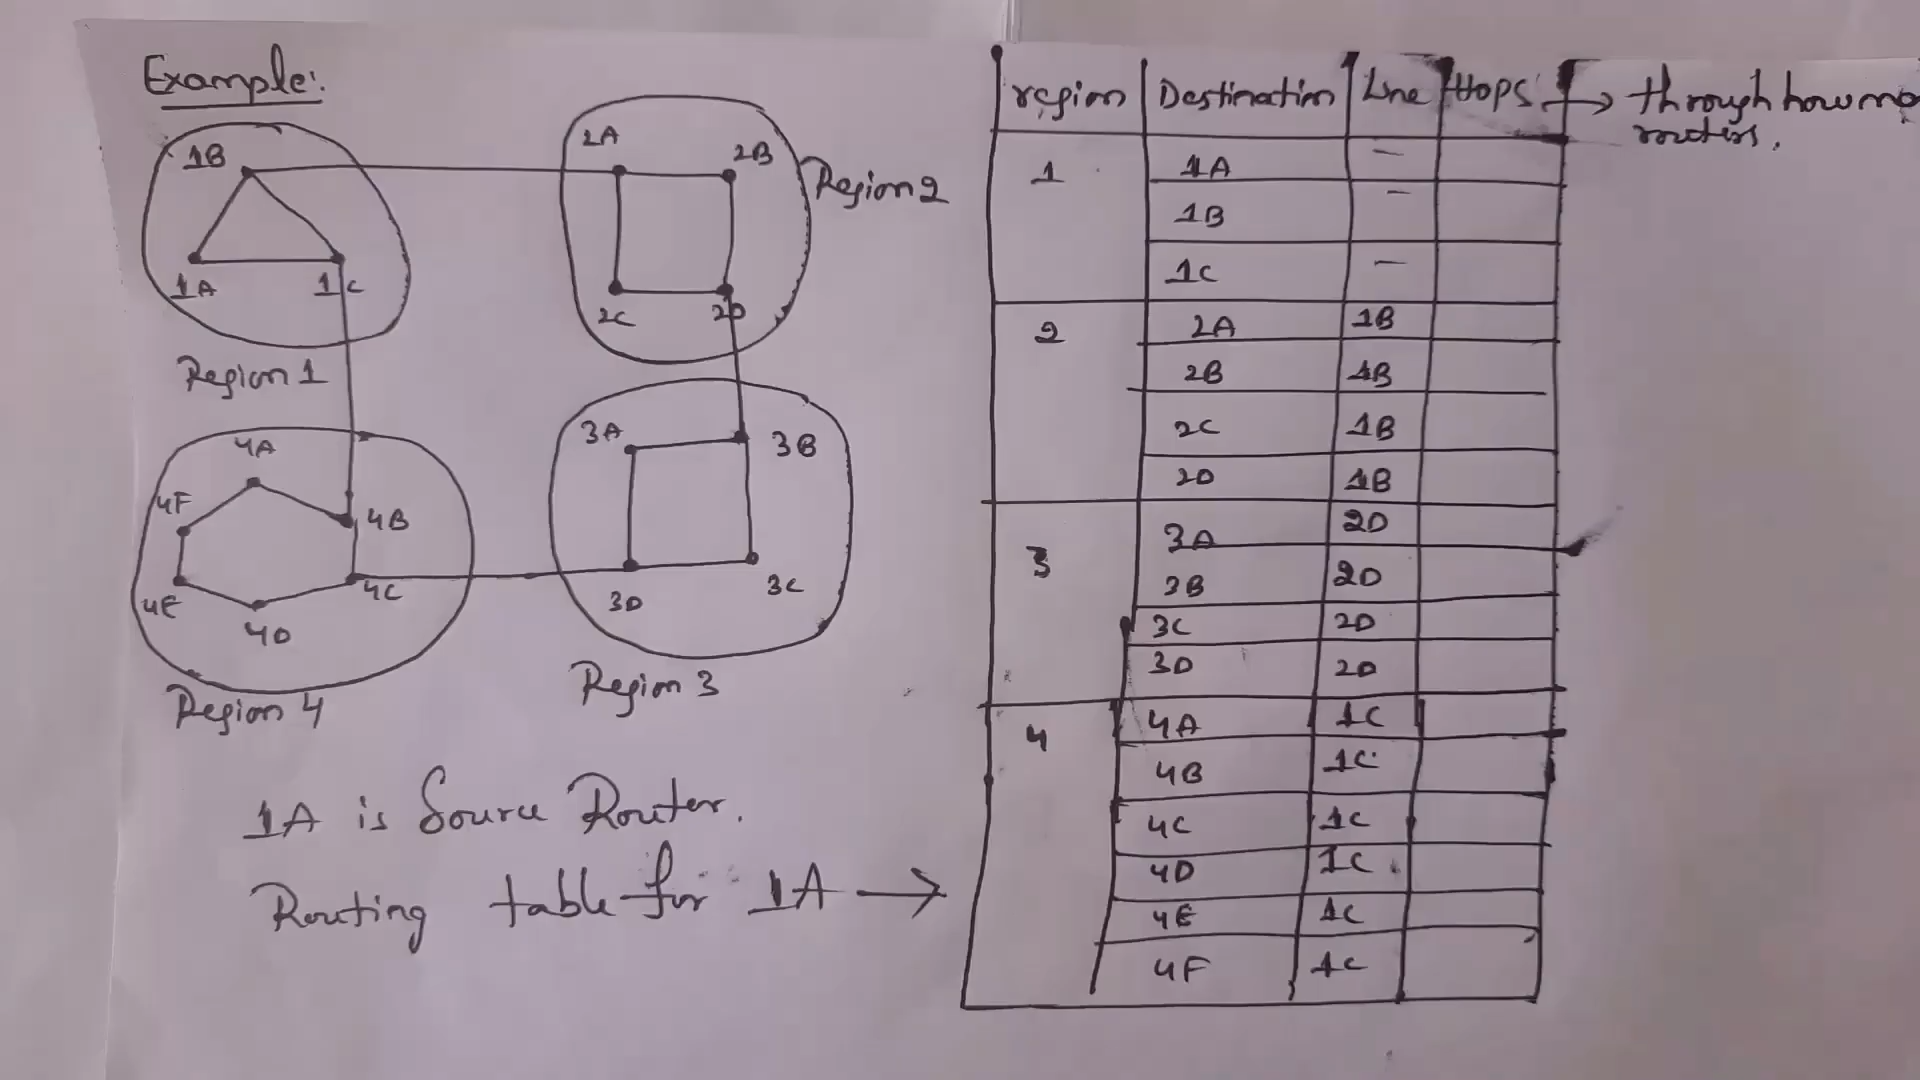 Example:
1B
2A
2B
Region 2
1A
1C
2C
2D
Region 1
4A
3A
3B
4F
4B
4E
4C
4D
3D
3C
Region 4
Region 3
1A is Source Router.
Routing table for 1A →
region Destination Line Hops → through how
routers.
1 1A —
1B —
1C —
2 2A 1B
2B 1B
2C 1B
2D 1B
3 3A 2D
3B 2D
3C 2D
3D 2D
4 4A 1C
4B 1C
4C 1C
4D 1C
4E 1C
4F 1C